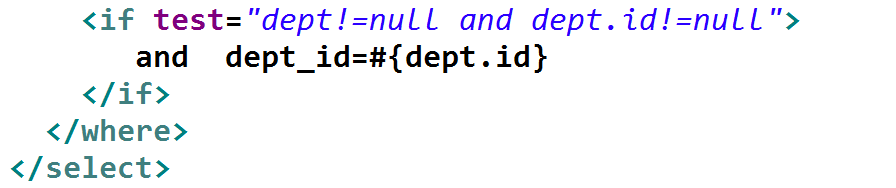 <if test="dept!=null and dept.id!=null">
and  dept_id=#{dept.id}
</if>
</where>
</select>